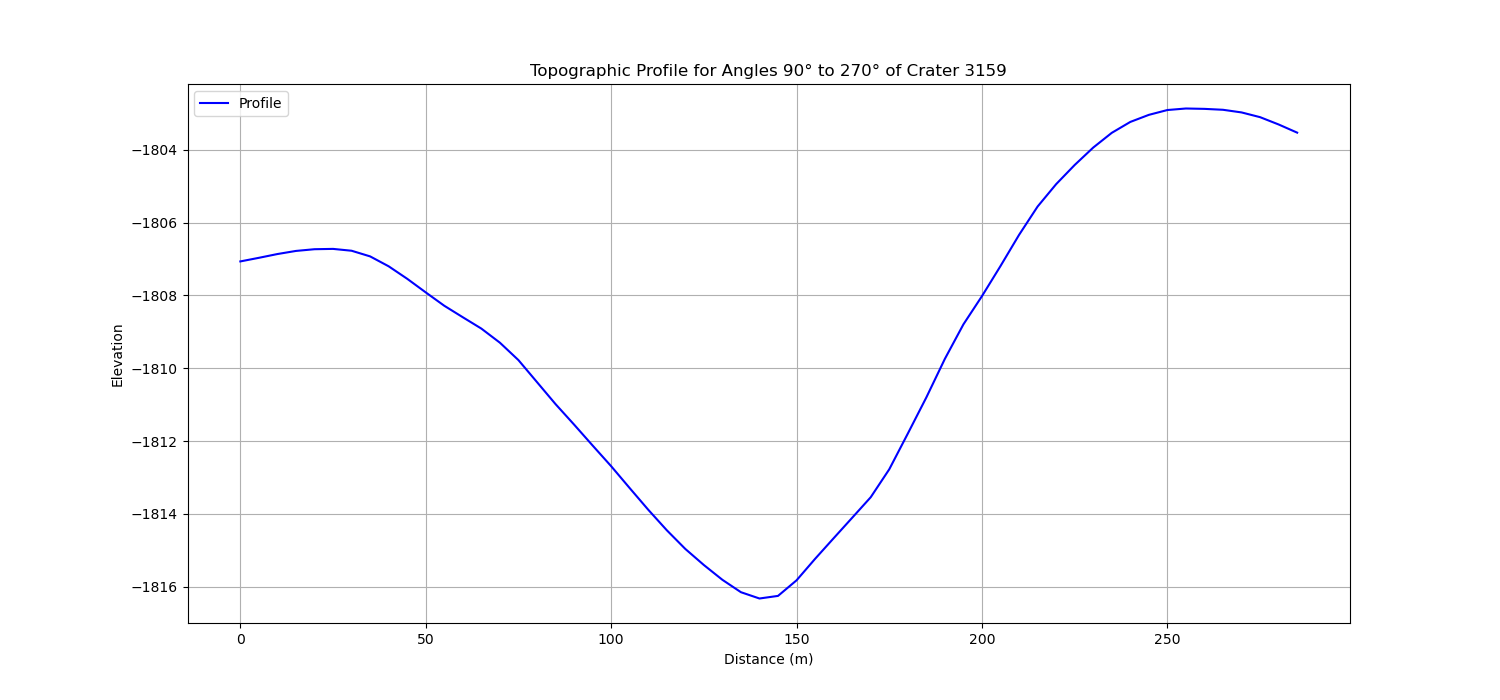 Topographic Profile for Angles 90° to 270° of Crater 3159
Profile
−1804
−1806
−1808
−1810
−1812
−1814
−1816
Elevation
0 50 100 150 200 250
Distance (m)